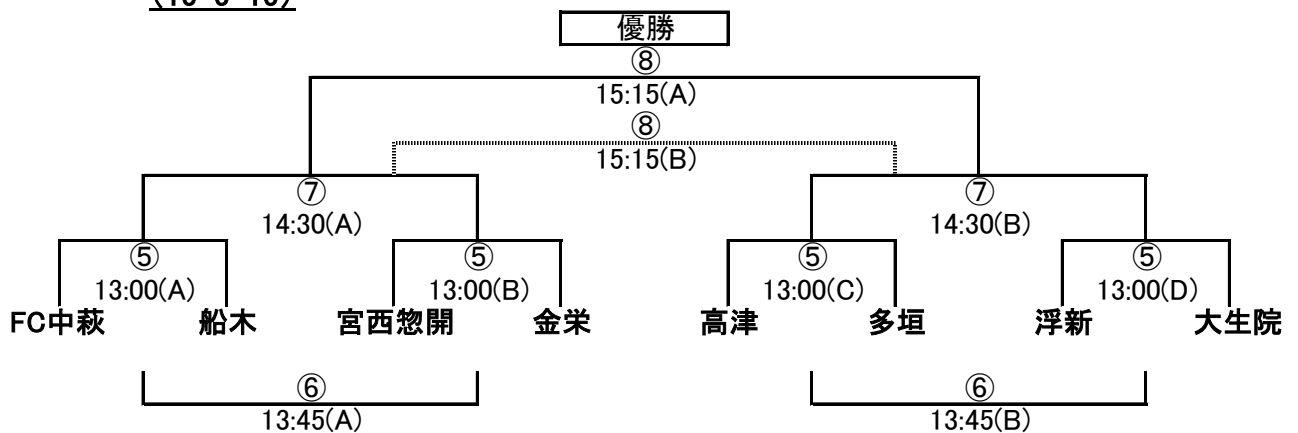 優勝
⑧
15:15(A)
⑧
15:15(B)
⑦ ⑦
14:30(A) 14:30(B)
⑤ ⑤ ⑤ ⑤
13:00(A) 13:00(B) 13:00(C) 13:00(D)
FC中萩 船木 宮西惣開 金栄 高津 多垣 浮新 大生院
⑥ ⑥
13:45(A) 13:45(B)